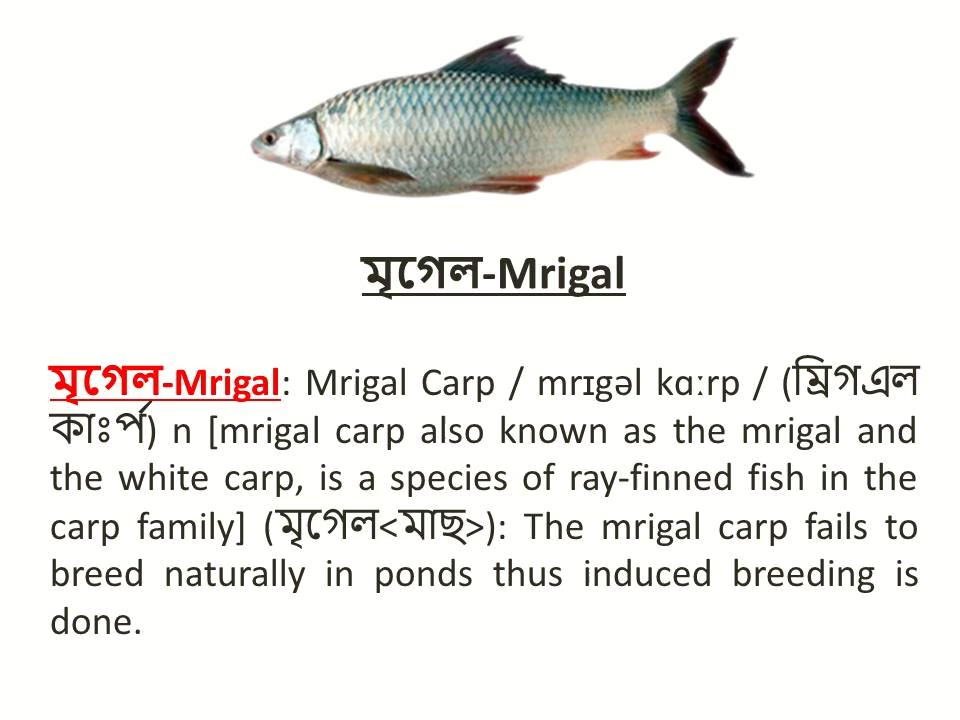 মৃগেল-Mrigal
মৃগেল-Mrigal: Mrigal Carp / mrɪgəl kɑːrp / (ম্রিগএল
কাঃর্প) n [mrigal carp also known as the mrigal and
the white carp, is a species of ray-finned fish in the
carp family] (মৃগেল<মাছ>): The mrigal carp fails to
breed naturally in ponds thus induced breeding is
done.